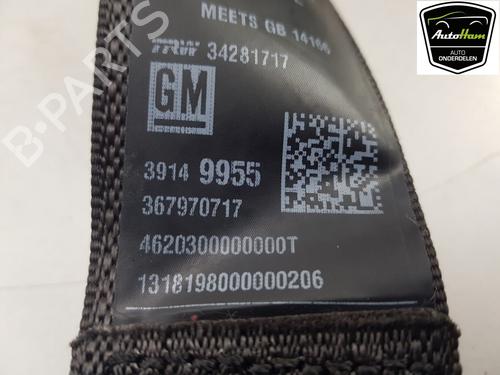 MEETS GB 14166
TRW 34281717
GM
3914 9955
367970717
4620300000000T
1318198000000206
B-PARTS
AutoHam
AUTO
ONDERDELEN